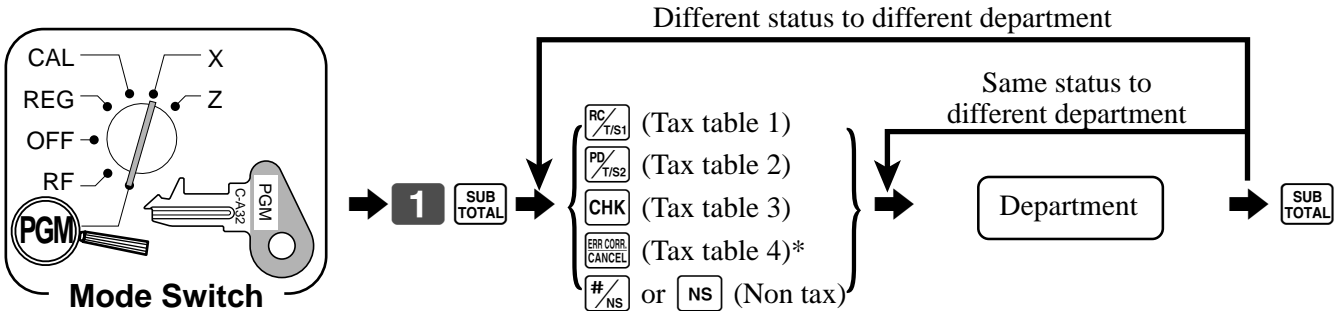 Different status to different department
CAL
X
REG
Z
OFF
RF
PGM
PGM
C-A32
Mode Switch
1
SUB
TOTAL
RC/T/S1 (Tax table 1)
PD/T/S2 (Tax table 2)
CHK (Tax table 3)
ERR CORR.
CANCEL (Tax table 4)*
#/NS or NS (Non tax)
Same status to
different department
Department
SUB
TOTAL